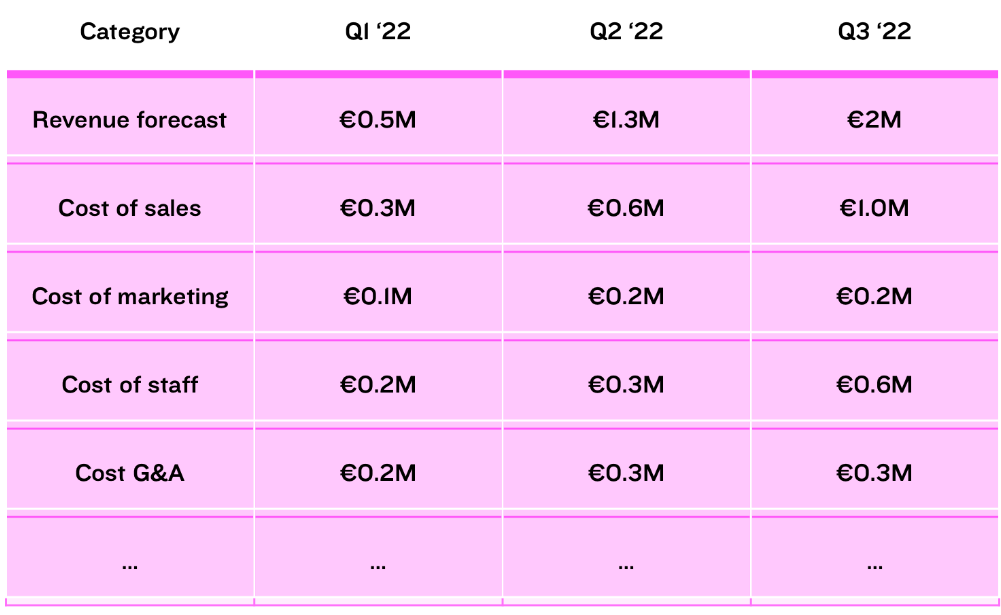 Category Q1 ‘22 Q2 ‘22 Q3 ‘22
Revenue forecast €0.5M €1.3M €2M
Cost of sales €0.3M €0.6M €1.0M
Cost of marketing €0.1M €0.2M €0.2M
Cost of staff €0.2M €0.3M €0.6M
Cost G&A €0.2M €0.3M €0.3M
... ... ... ...